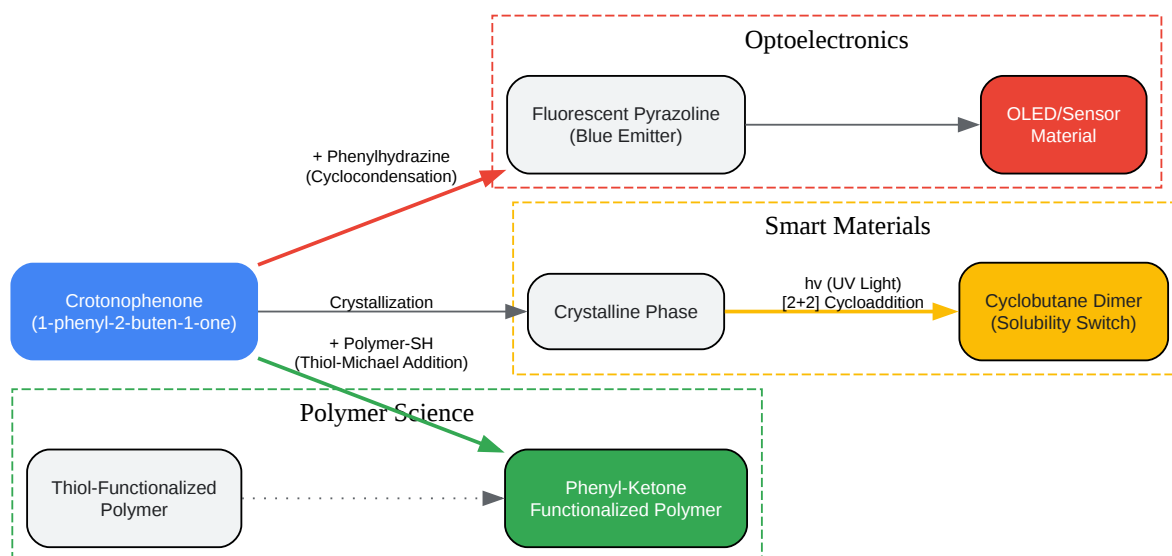 Optoelectronics
Fluorescent Pyrazoline
(Blue Emitter)
OLED/Sensor
Material
+ Phenylhydrazine
(Cyclocondensation)
Smart Materials
Crotonophenone
(1-phenyl-2-buten-1-one)
Crystallization
Crystalline Phase
hv (UV Light)
[2+2] Cycloaddition
Cyclobutane Dimer
(Solubility Switch)
+ Polymer-SH
(Thiol-Michael Addition)
Polymer Science
Thiol-Functionalized
Polymer
Phenyl-Ketone
Functionalized Polymer